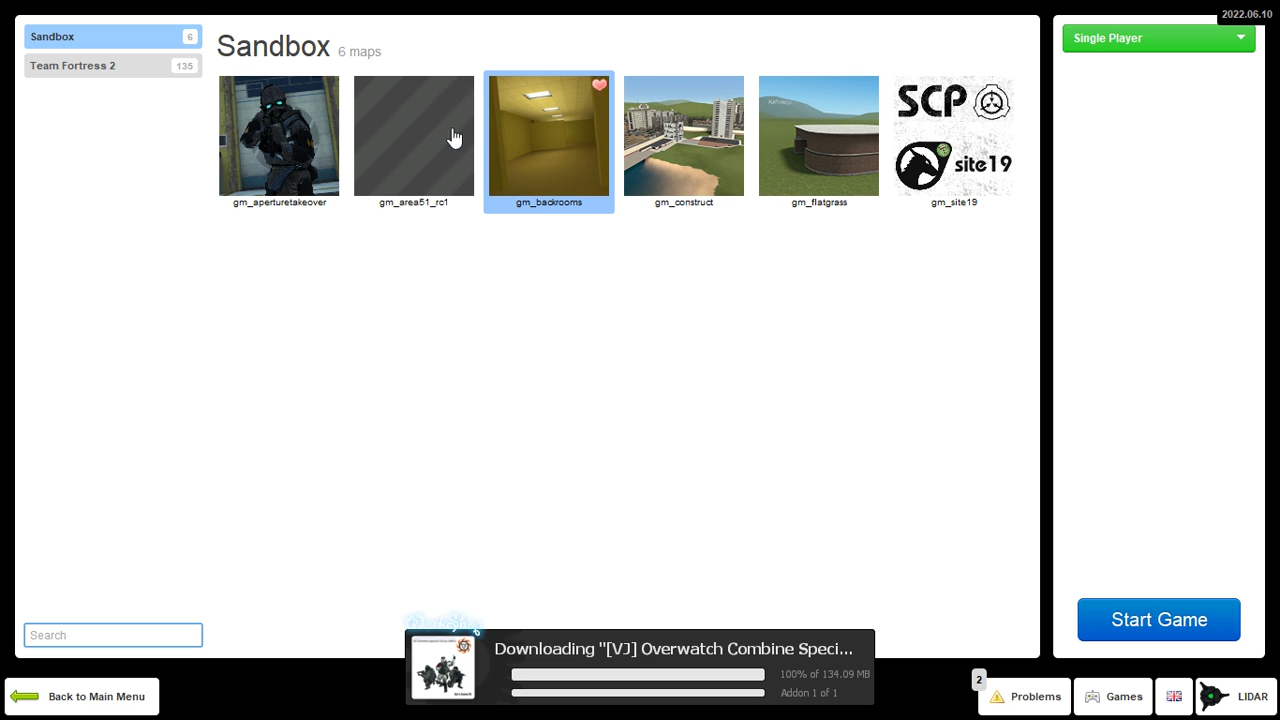 2022.06.10
Sandbox 6
Team Fortress 2 135
Sandbox 6 maps
Single Player
SCP
site19
gm_aperturetakeover
gm_area51_rc1
gm_backrooms
gm_construct
gm_flatgrass
gm_site19
Search
Start Game
WorkShop
Downloading "[VJ] Overwatch Combine Speci...
100% of 134.09 MB
Addon 1 of 1
Back to Main Menu
2
Problems
Games
LIDAR